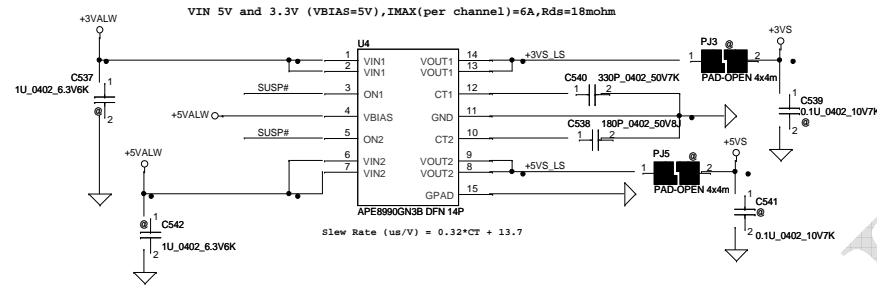 VIN 5V and 3.3V (VBIAS=5V),IMAX(per channel)=6A,Rds=18mohm
+3VALW
U4
+3VS
PJ3
@
1
2
PAD-OPEN 4x4m
1
2
VIN1
VIN1
VOUT1
VOUT1
14
13
+3VS_LS
C537
1
1U_0402_6.3V6K
@
2
SUSP#
3
ON1
CT1
12
C540
330P_0402_50V7K
1
2
+5VALW
4
VBIAS
GND
11
C539
1
0.1U_0402_10V7K
@
2
SUSP#
5
ON2
CT2
10
C538
180P_0402_50V8J
1
2
+5VALW
6
7
VIN2
VIN2
VOUT2
VOUT2
9
8
+5VS_LS
PJ5
@
1
2
PAD-OPEN 4x4m
+5VS
GPAD
15
APE8990GN3B DFN 14P
@
1
C542
1U_0402_6.3V6K
2
1
C541
@
2
0.1U_0402_10V7K
Slew Rate (us/V) = 0.32*CT + 13.7